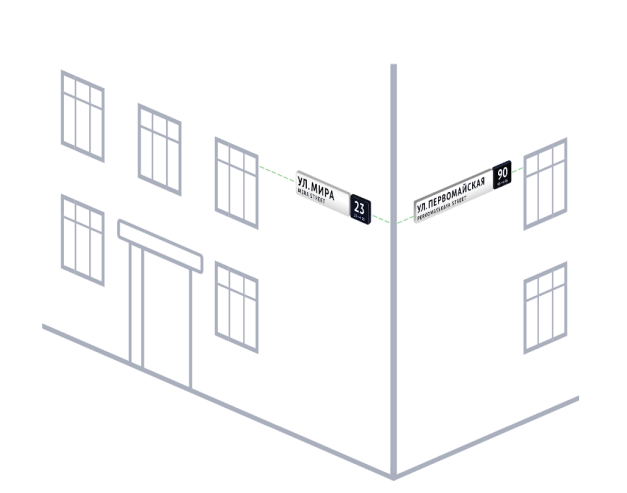 УЛ.МИРА
MIRA STREET
23
УЛ.ПЕРВОМАЙСКАЯ
PERVOMAYSKAYA STREET
90